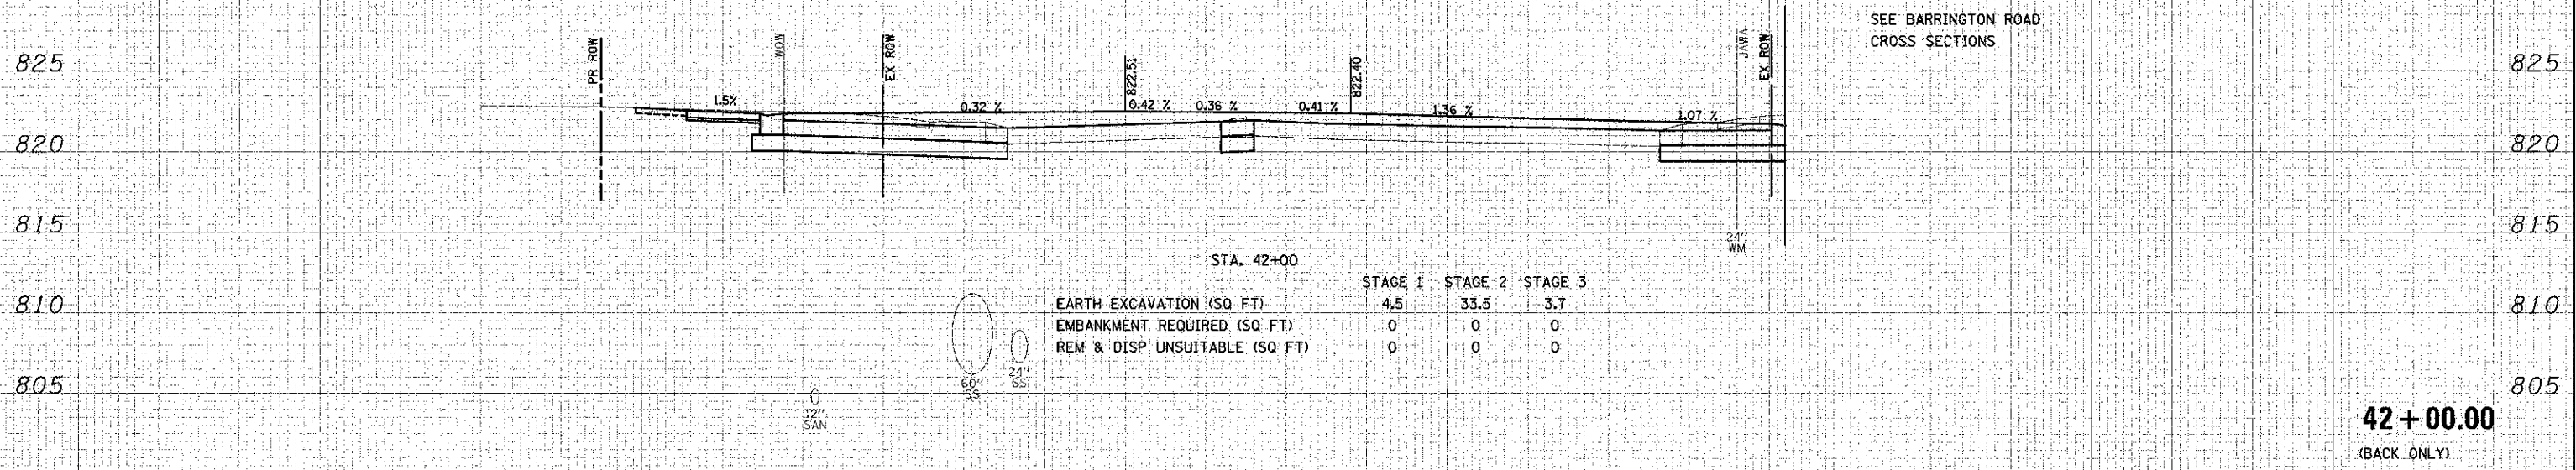 SEE BARRINGTON ROAD
CROSS SECTIONS
PR ROW
WOW
EX ROW
822.51
822.40
JAWA
EX ROW
825
825
1.5%
0.32 %
0.42 %
0.36 %
0.41 %
1.36 %
1.07 %
820
820
815
815
24"
WM
STA. 42+00
STAGE 1 STAGE 2 STAGE 3
EARTH EXCAVATION (SQ FT) 4.5 33.5 3.7
EMBANKMENT REQUIRED (SQ FT) 0 0 0
REM & DISP UNSUITABLE (SQ FT) 0 0 0
810
810
60"
SS
24"
SS
805
805
12"
SAN
42+00.00
(BACK ONLY)